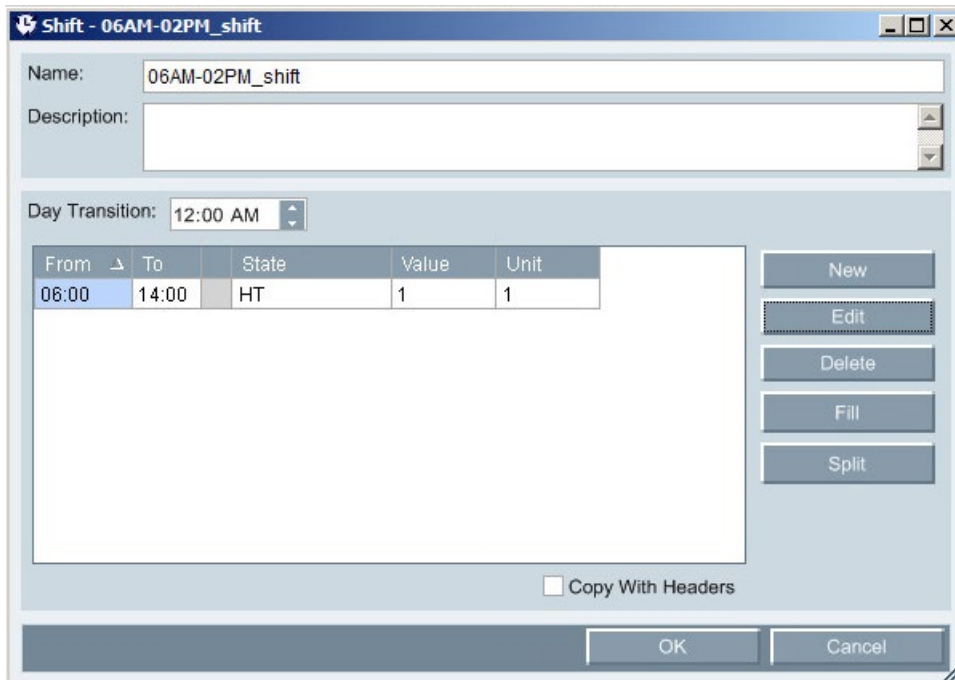 Shift - 06AM-02PM_shift
Name: 06AM-02PM_shift
Description:
Day Transition: 12:00 AM
From To State Value Unit
06:00 14:00 HT 1 1
New
Edit
Delete
Fill
Split
Copy With Headers
OK Cancel